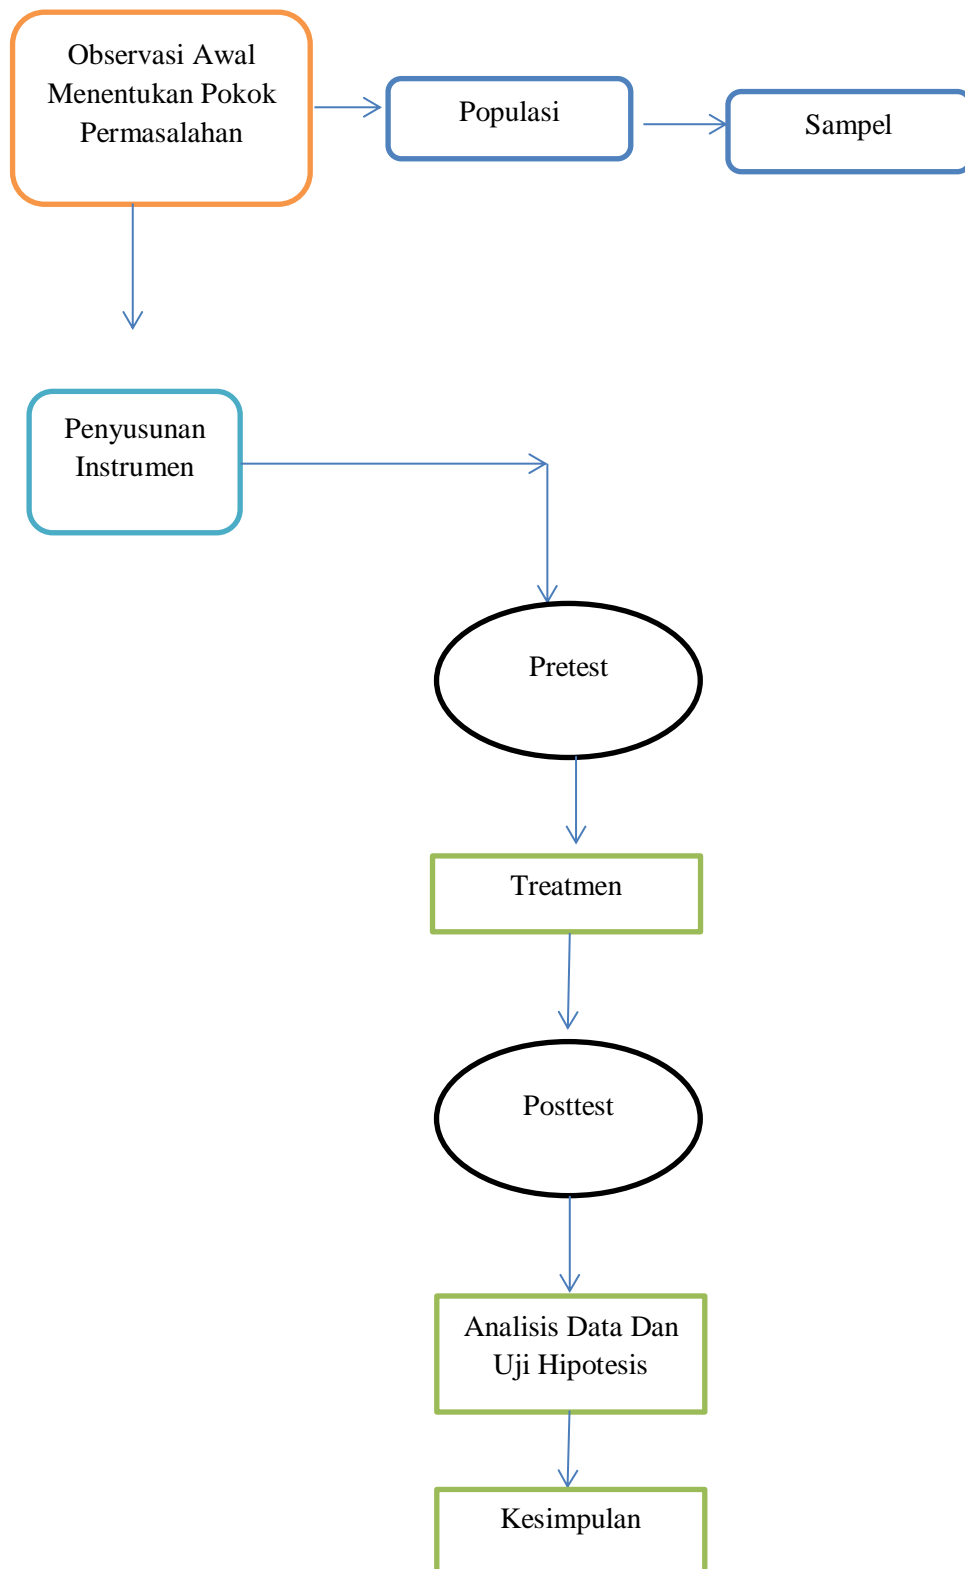 Observasi Awal
Menentukan Pokok
Permasalahan
Populasi
Sampel
Penyusunan
Instrumen
Pretest
Treatmen
Posttest
Analisis Data Dan
Uji Hipotesis
Kesimpulan